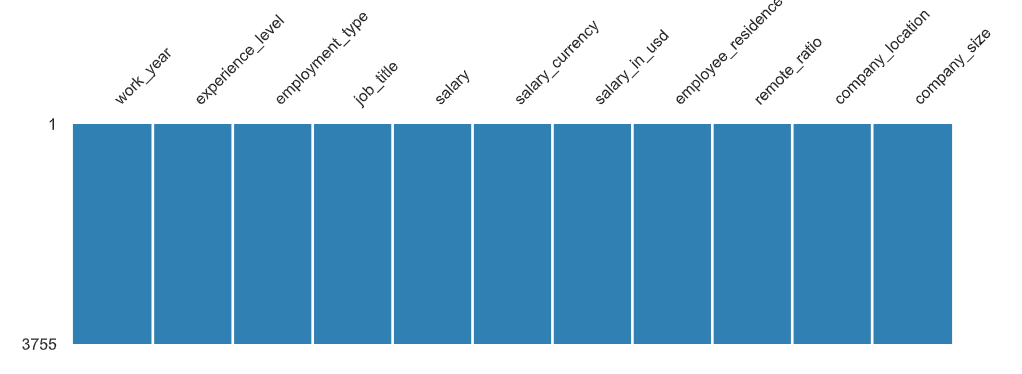 work_year
experience_level
employment_type
job_title
salary
salary_currency
salary_in_usd
employee_residence
remote_ratio
company_location
company_size
1
3755